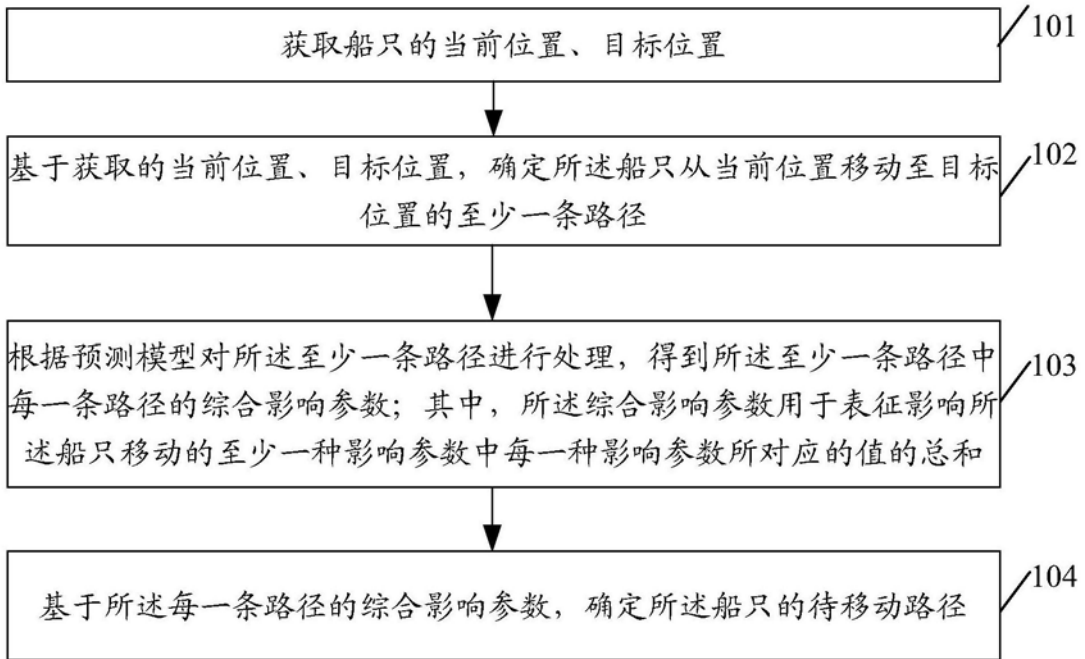 获取船只的当前位置、目标位置
101
基于获取的当前位置、目标位置，确定所述船只从当前位置移动至目标
位置的至少一条路径
102
根据预测模型对所述至少一条路径进行处理，得到所述至少一条路径中
每一条路径的综合影响参数；其中，所述综合影响参数用于表征影响所
述船只移动的至少一种影响参数中每一种影响参数所对应的值的总和
103
基于所述每一条路径的综合影响参数，确定所述船只的待移动路径
104